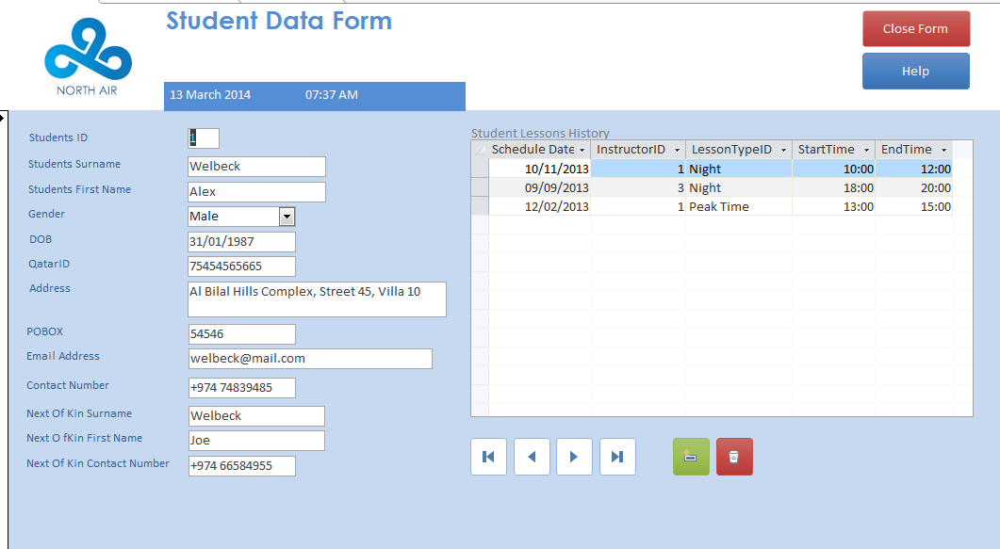 Student Data Form
Close Form
Help
NORTH AIR
13 March 2014 07:37 AM
Students ID 1
Students Surname Welbeck
Students First Name Alex
Gender Male
DOB 31/01/1987
QatarID 75454565665
Address Al Bilal Hills Complex, Street 45, Villa 10
POBOX 54546
Email Address welbeck@mail.com
Contact Number +974 74839485
Next Of Kin Surname Welbeck
Next O fKin First Name Joe
Next Of Kin Contact Number +974 66584955
Student Lessons History
Schedule Date InstructorID LessonTypeID StartTime EndTime
10/11/2013 1 Night 10:00 12:00
09/09/2013 3 Night 18:00 20:00
12/02/2013 1 Peak Time 13:00 15:00